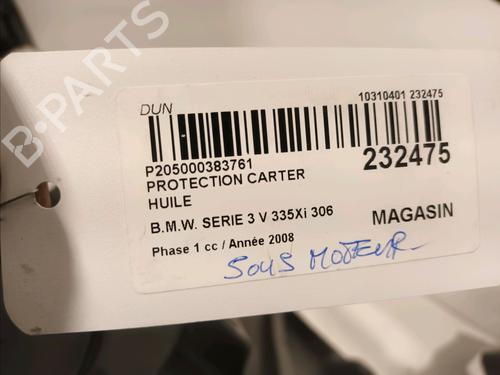 B-PARTS
DUN
10310401 232475
P205000383761
232475
PROTECTION CARTER
HUILE
B.M.W. SERIE 3 V 335Xi 306
MAGASIN
Phase 1 cc / Année 2008
SOUS MOTEUR